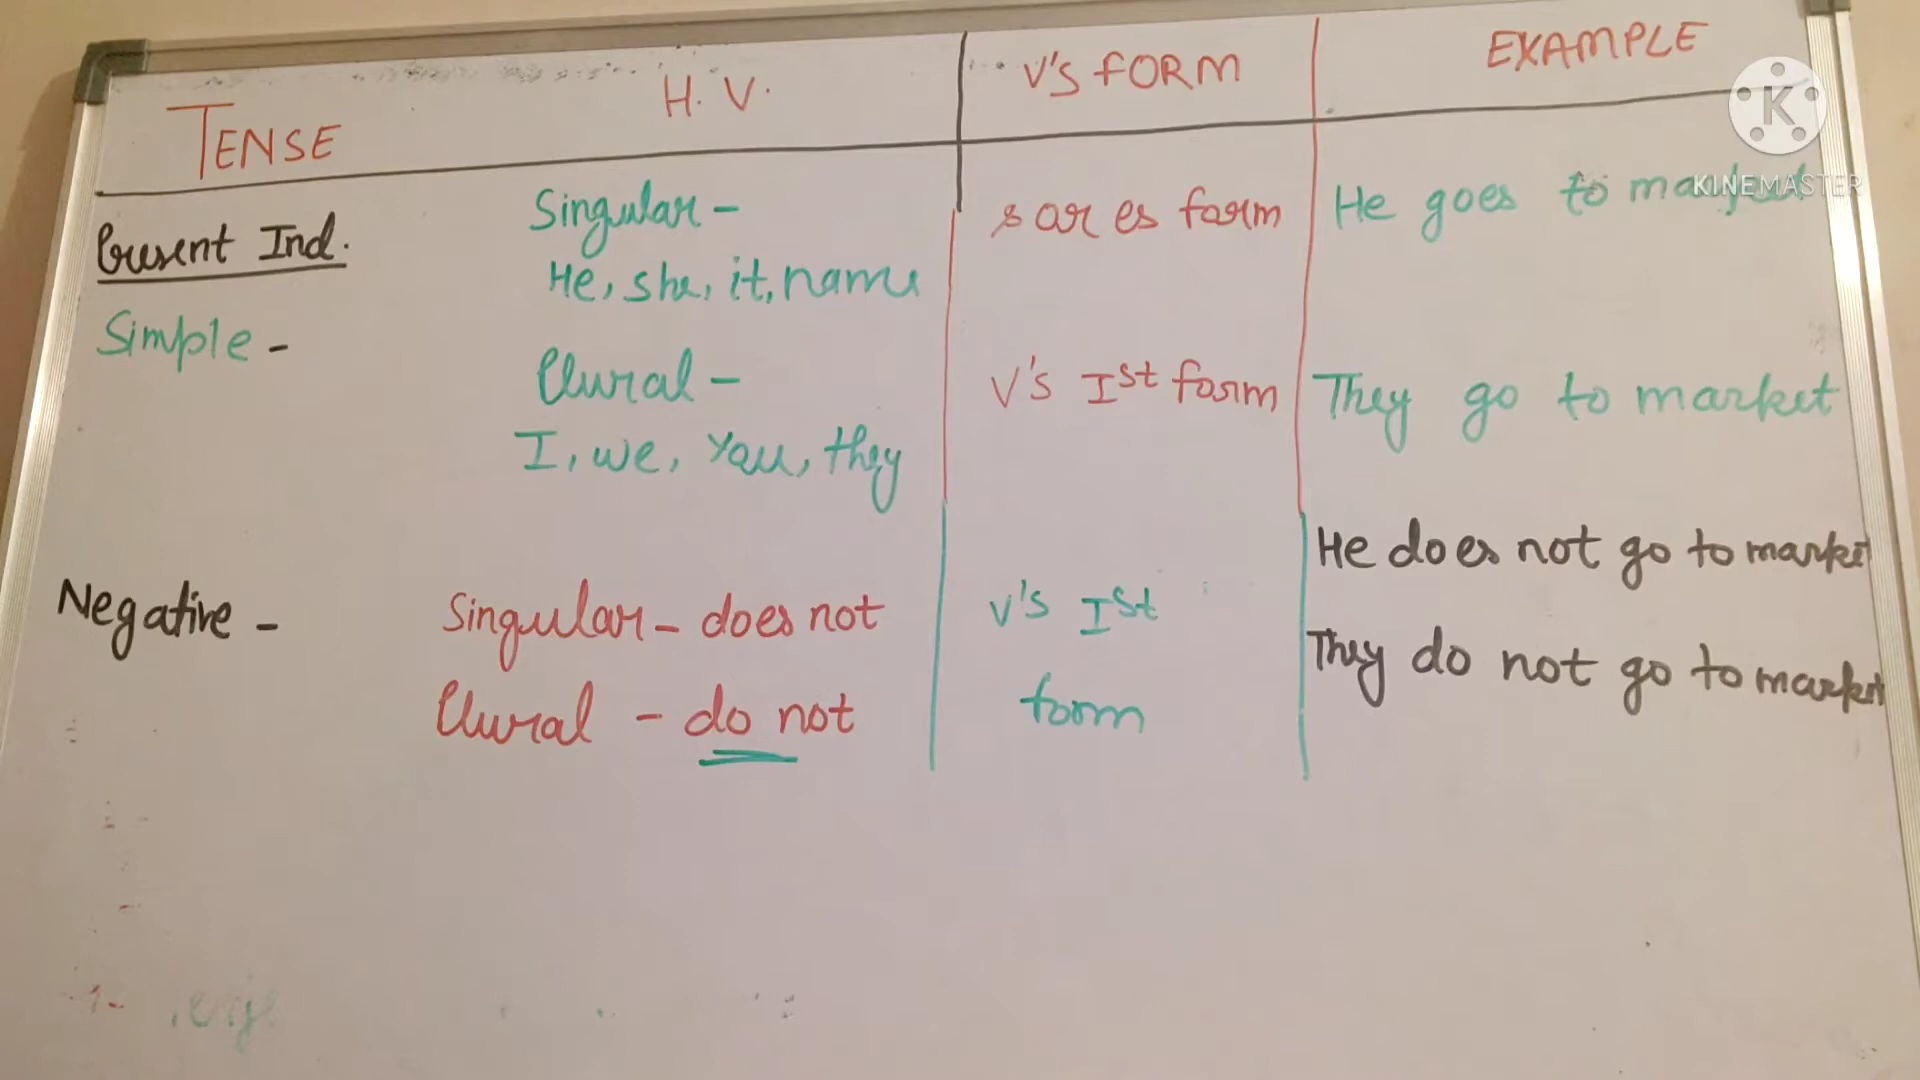 TENSE H.V. V'S FORM EXAMPLE
Present Ind. Singular - s or es form He goes to market
He, she, it, name
Simple -
Plural - V's Ist form They go to market
I, we, you, they
He does not go to market
Negative - Singular - does not V's Ist
They do not go to market
Plural - do not form
K
KINEMASTER